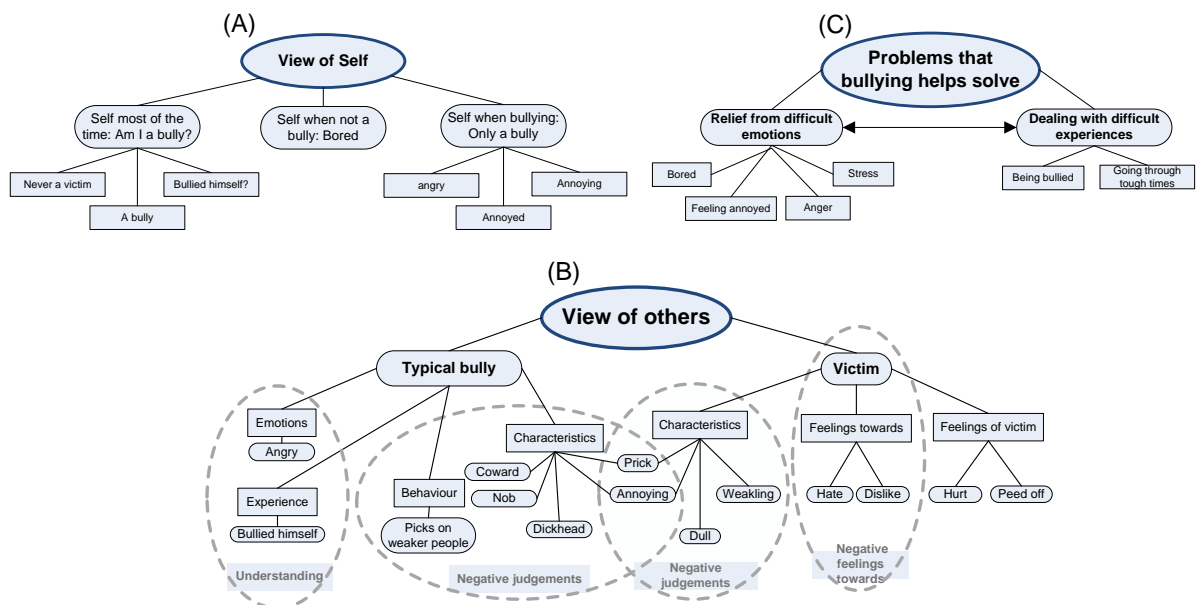 (A)
View of Self
Self most of the
time: Am I a bully?
Self when not a
bully: Bored
Self when bullying:
Only a bully
Never a victim
Bullied himself?
A bully
angry
Annoying
Annoyed
(C)
Problems that
bullying helps solve
Relief from difficult
emotions
Dealing with difficult
experiences
Bored
Stress
Feeling annoyed
Anger
Being bullied
Going through
tough times
(B)
View of others
Typical bully
Victim
Emotions
Angry
Experience
Bullied himself
Behaviour
Picks on
weaker people
Characteristics
Coward
Nob
Dickhead
Prick
Annoying
Characteristics
Weakling
Dull
Feelings towards
Hate
Dislike
Feelings of victim
Hurt
Peed off
Understanding
Negative judgements
Negative
judgements
Negative
feelings
towards